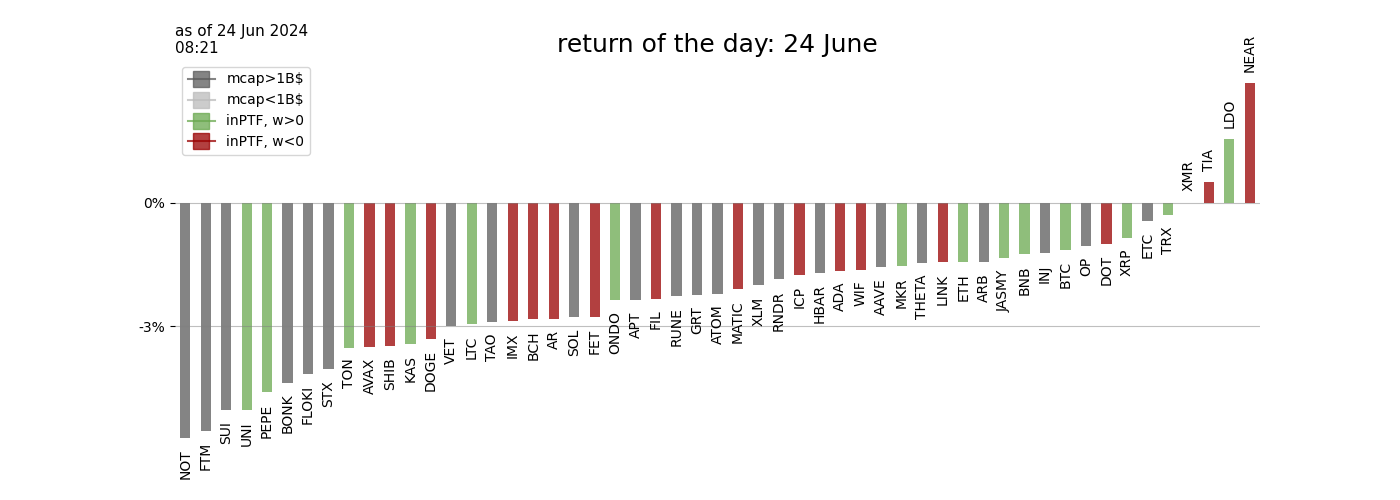 as of 24 Jun 2024
08:21
return of the day: 24 June
mcap>1B$
mcap<1B$
inPTF, w>0
inPTF, w<0
0%
-3%
NOT
FTM
SUI
UNI
PEPE
BONK
FLOKI
STX
TON
AVAX
SHIB
KAS
DOGE
VET
LTC
TAO
IMX
BCH
AR
SOL
FET
ONDO
APT
FIL
RUNE
GRT
ATOM
MATIC
XLM
RNDR
ICP
HBAR
ADA
WIF
AAVE
MKR
THETA
LINK
ETH
ARB
JASMY
BNB
INJ
BTC
OP
DOT
XRP
ETC
TRX
XMR
TIA
LDO
NEAR